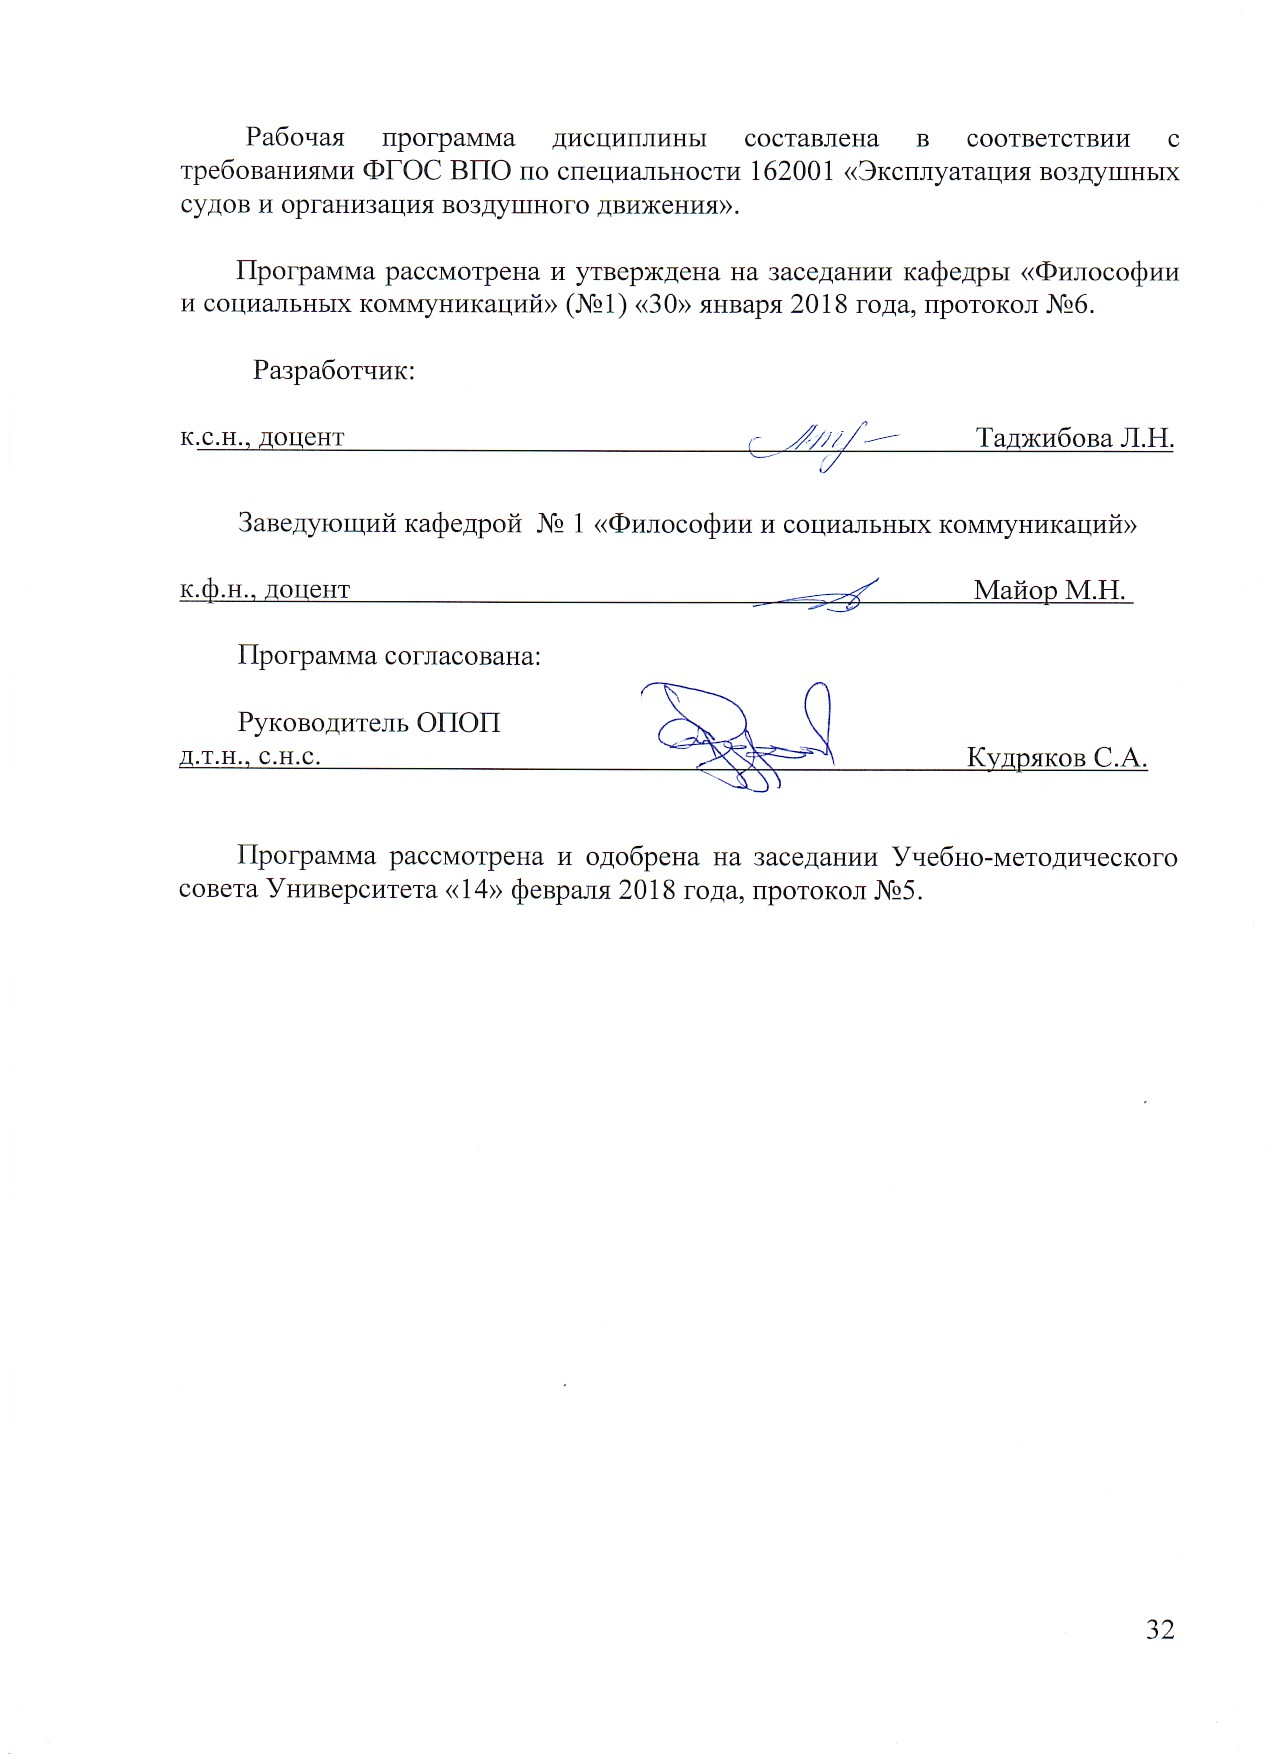 Рабочая программа дисциплины составлена в соответствии с
требованиями ФГОС ВПО по специальности 162001 «Эксплуатация воздушных
судов и организация воздушного движения».
Программа рассмотрена и утверждена на заседании кафедры «Философии
и социальных коммуникаций» (№1) «30» января 2018 года, протокол №6.
Разработчик:
к.с.н., доцент Таджибова Л.Н.
Заведующий кафедрой № 1 «Философии и социальных коммуникаций»
к.ф.н., доцент Майор М.Н.
Программа согласована:
Руководитель ОПОП
д.т.н., с.н.с. Кудряков С.А.
Программа рассмотрена и одобрена на заседании Учебно-методического
совета Университета «14» февраля 2018 года, протокол №5.
32